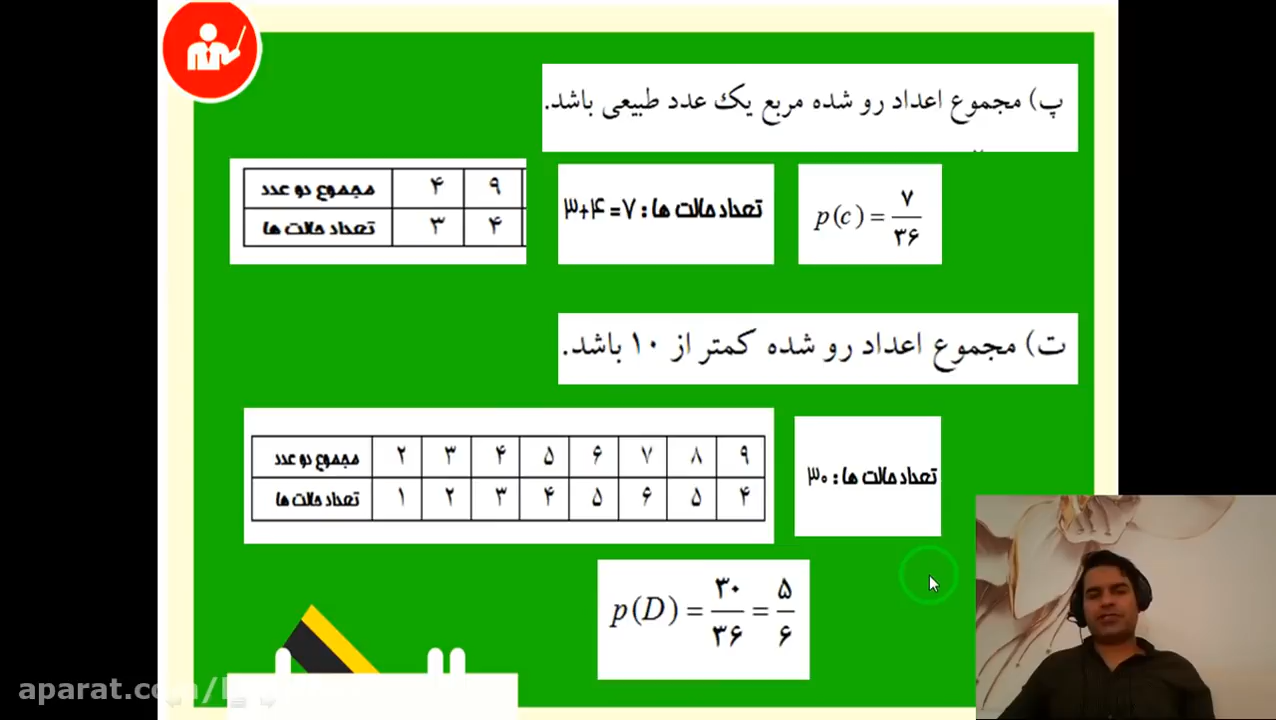 پ) مجموع اعداد رو شده مربع یک عدد طبیعی باشد.
مجموع دو عدد ۴ ۹
تعداد حالت ها ۳ ۴
تعداد حالت ها : ۷ = ۴+۳
p(c) = ۷/۳۶
ت) مجموع اعداد رو شده کمتر از ۱۰ باشد.
مجموع دو عدد ۲ ۳ ۴ ۵ ۶ ۷ ۸ ۹
تعداد حالت ها ۱ ۲ ۳ ۴ ۵ ۶ ۵ ۴
تعداد حالت ها : ۳۰
p(D) = ۳۰/۳۶ = ۵/۶
aparat.com/